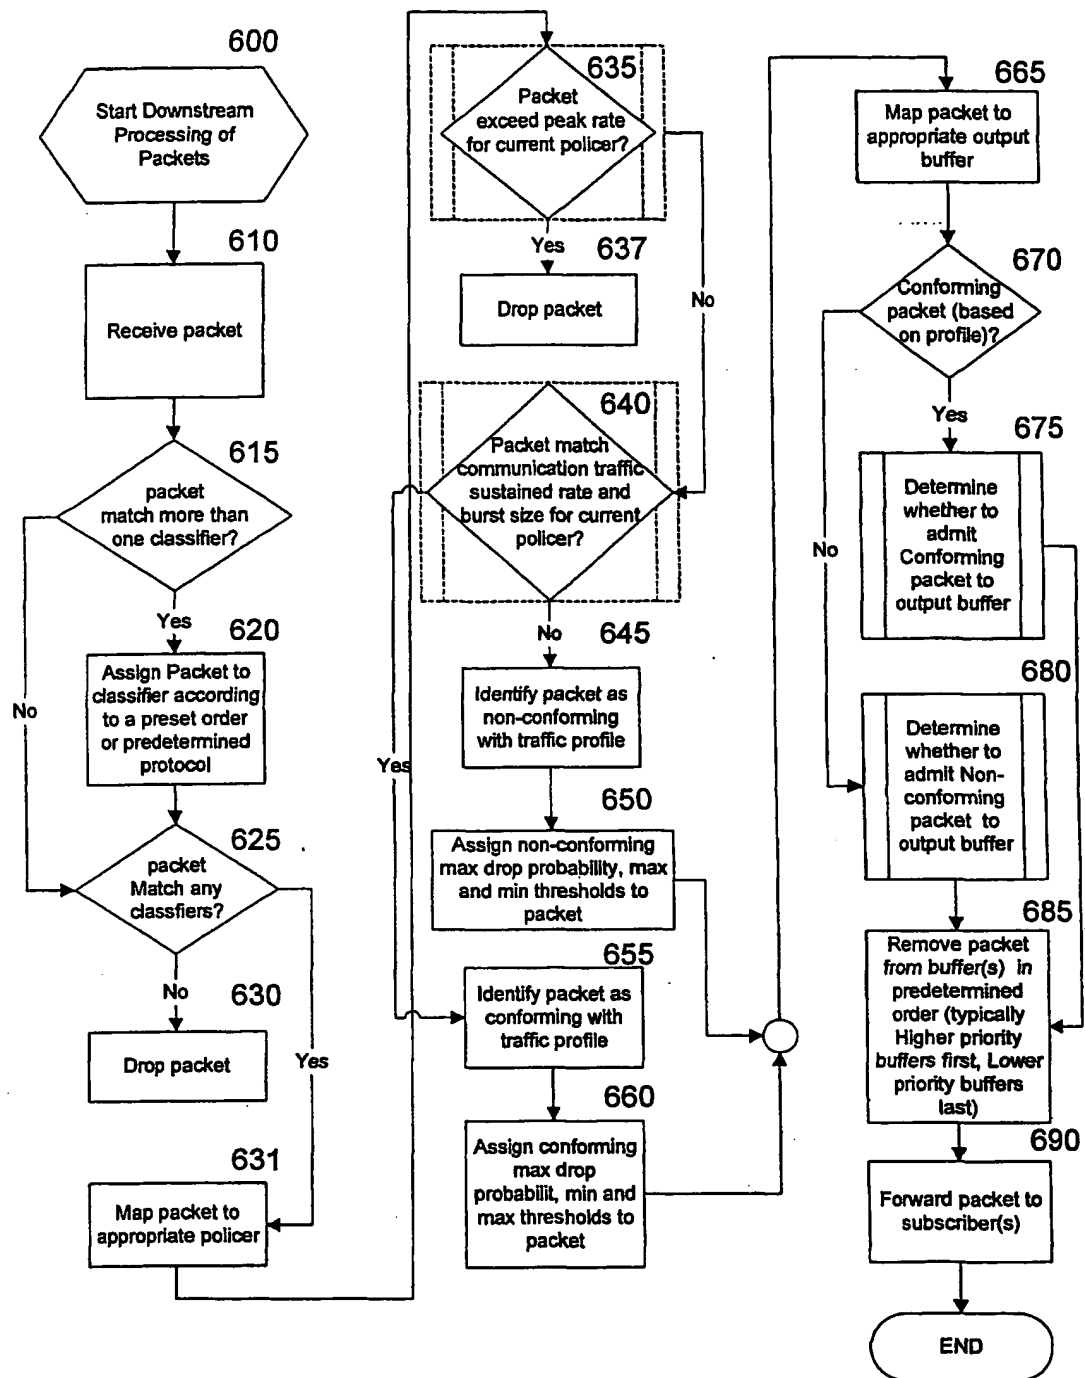 600
Start Downstream
Processing of
Packets
610
Receive packet
615
packet
match more than
one classifier?
Yes
No
620
Assign Packet to
classifier according
to a preset order
or predetermined
protocol
625
packet
Match any
classfiers?
No
Yes
630
Drop packet
631
Map packet to
appropriate policer
635
Packet
exceed peak rate
for current policer?
Yes
No
637
Drop packet
640
Packet match
communication traffic
sustained rate and
burst size for current
policer?
No
Yes
645
Identify packet as
non-conforming
with traffic profile
650
Assign non-conforming
max drop probability, max
and min thresholds to
packet
655
Identify packet as
conforming with
traffic profile
660
Assign conforming
max drop
probabilit, min and
max thresholds to
packet
665
Map packet to
appropriate output
buffer
670
Conforming
packet (based
on profile)?
Yes
No
675
Determine
whether to
admit
Conforming
packet to
output buffer
680
Determine
whether to
admit Non-
conforming
packet to
output buffer
685
Remove packet
from buffer(s) in
predetermined
order (typically
Higher priority
buffers first, Lower
priority buffers
last)
690
Forward packet to
subscriber(s)
END